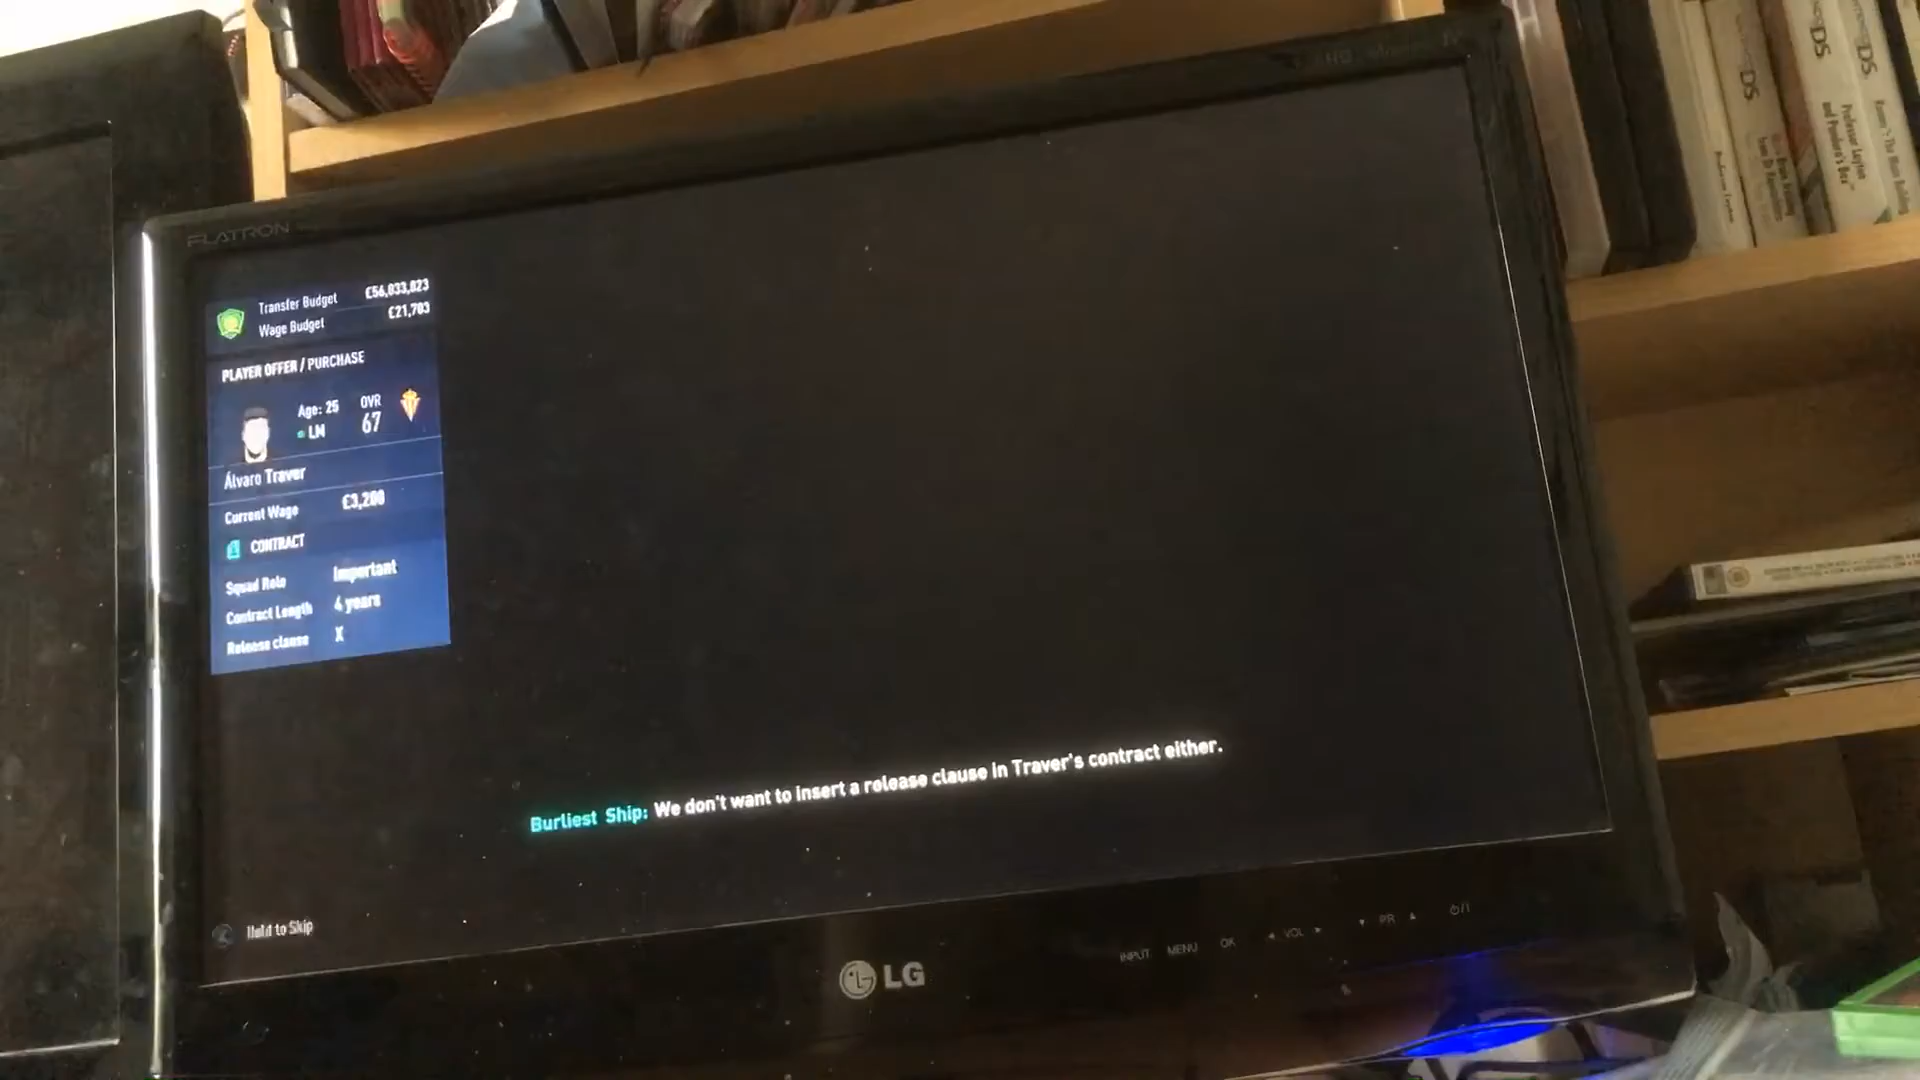 FLATRON
Transfer Budget £56,033,023
Wage Budget £21,703
PLAYER OFFER / PURCHASE
Age: 25 OVR
LM 67
Álvaro Traver
Current Wage £3,200
CONTRACT
Squad Role Important
Contract Length 4 years
Release clause X
Burliest Ship: We don't want to insert a release clause in Traver's contract either.
Hold to Skip
LG
INPUT MENU OK VOL PR
DS
DS
DS
Professor Layton
and Pandora's Box™